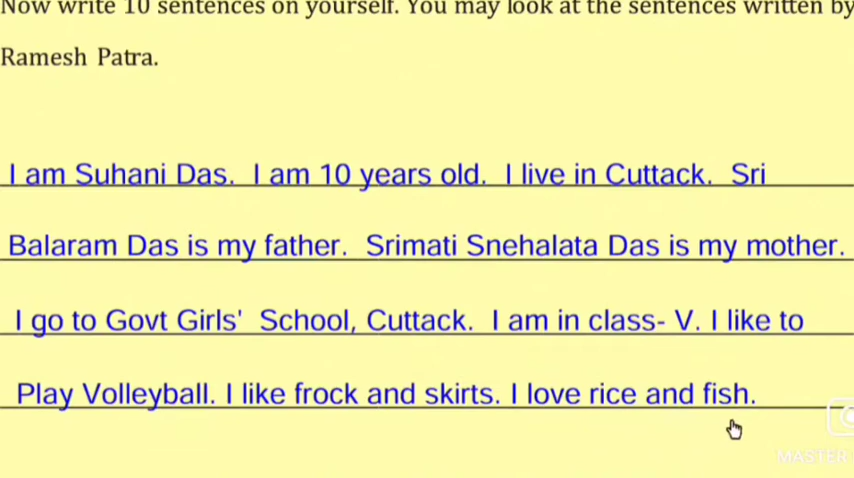 Now write 10 sentences on yourself. You may look at the sentences written by
Ramesh Patra.
I am Suhani Das. I am 10 years old. I live in Cuttack. Sri
Balaram Das is my father. Srimati Snehalata Das is my mother.
I go to Govt Girls' School, Cuttack. I am in class- V. I like to
Play Volleyball. I like frock and skirts. I love rice and fish.
MASTER